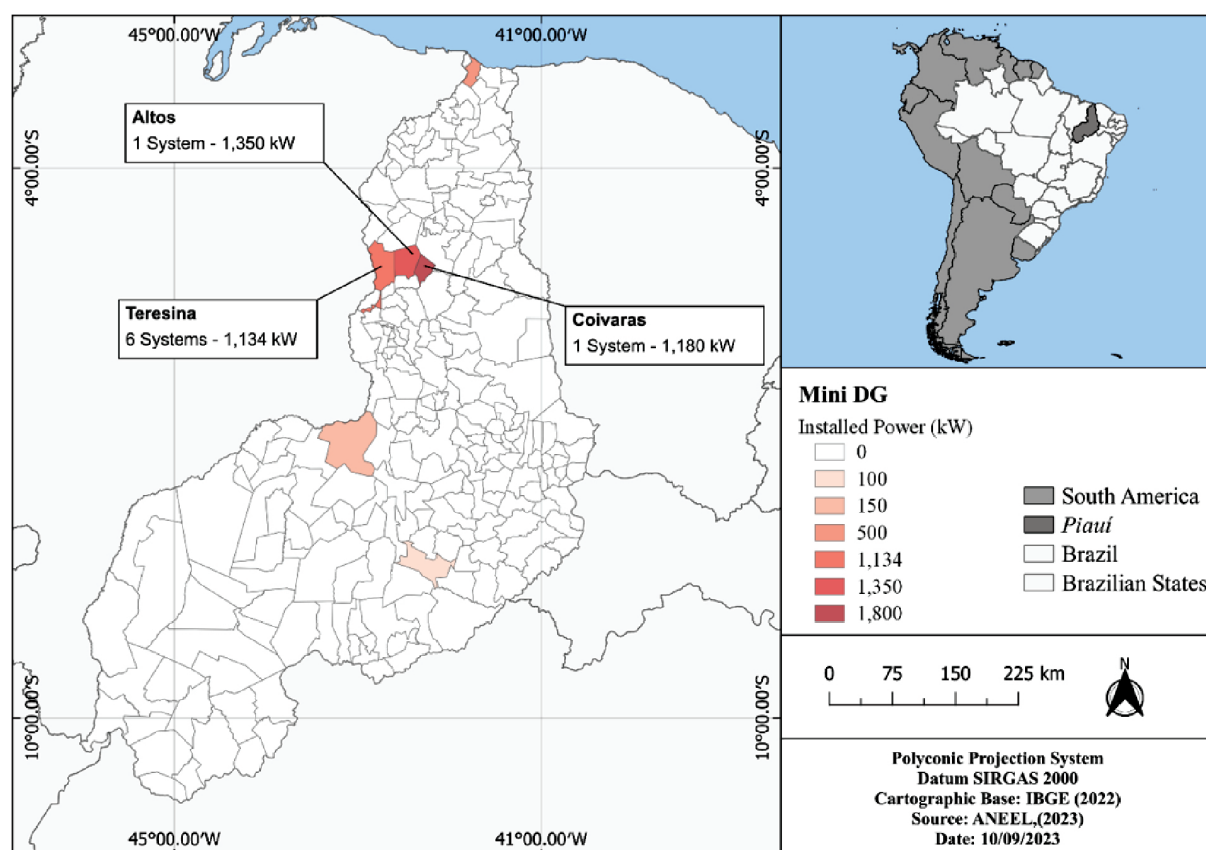 45°00.00'W
41°00.00'W
4°00.00'S
4°00.00'S
Altos
1 System - 1,350 kW
Teresina
6 Systems - 1,134 kW
Coivaras
1 System - 1,180 kW
10°00.00'S
10°00.00'S
45°00.00'W
41°00.00'W
Mini DG
Installed Power (kW)
0
100
150
500
1,134
1,350
1,800
South America
Piauí
Brazil
Brazilian States
0 75 150 225 km
N
Polyconic Projection System
Datum SIRGAS 2000
Cartographic Base: IBGE (2022)
Source: ANEEL,(2023)
Date: 10/09/2023